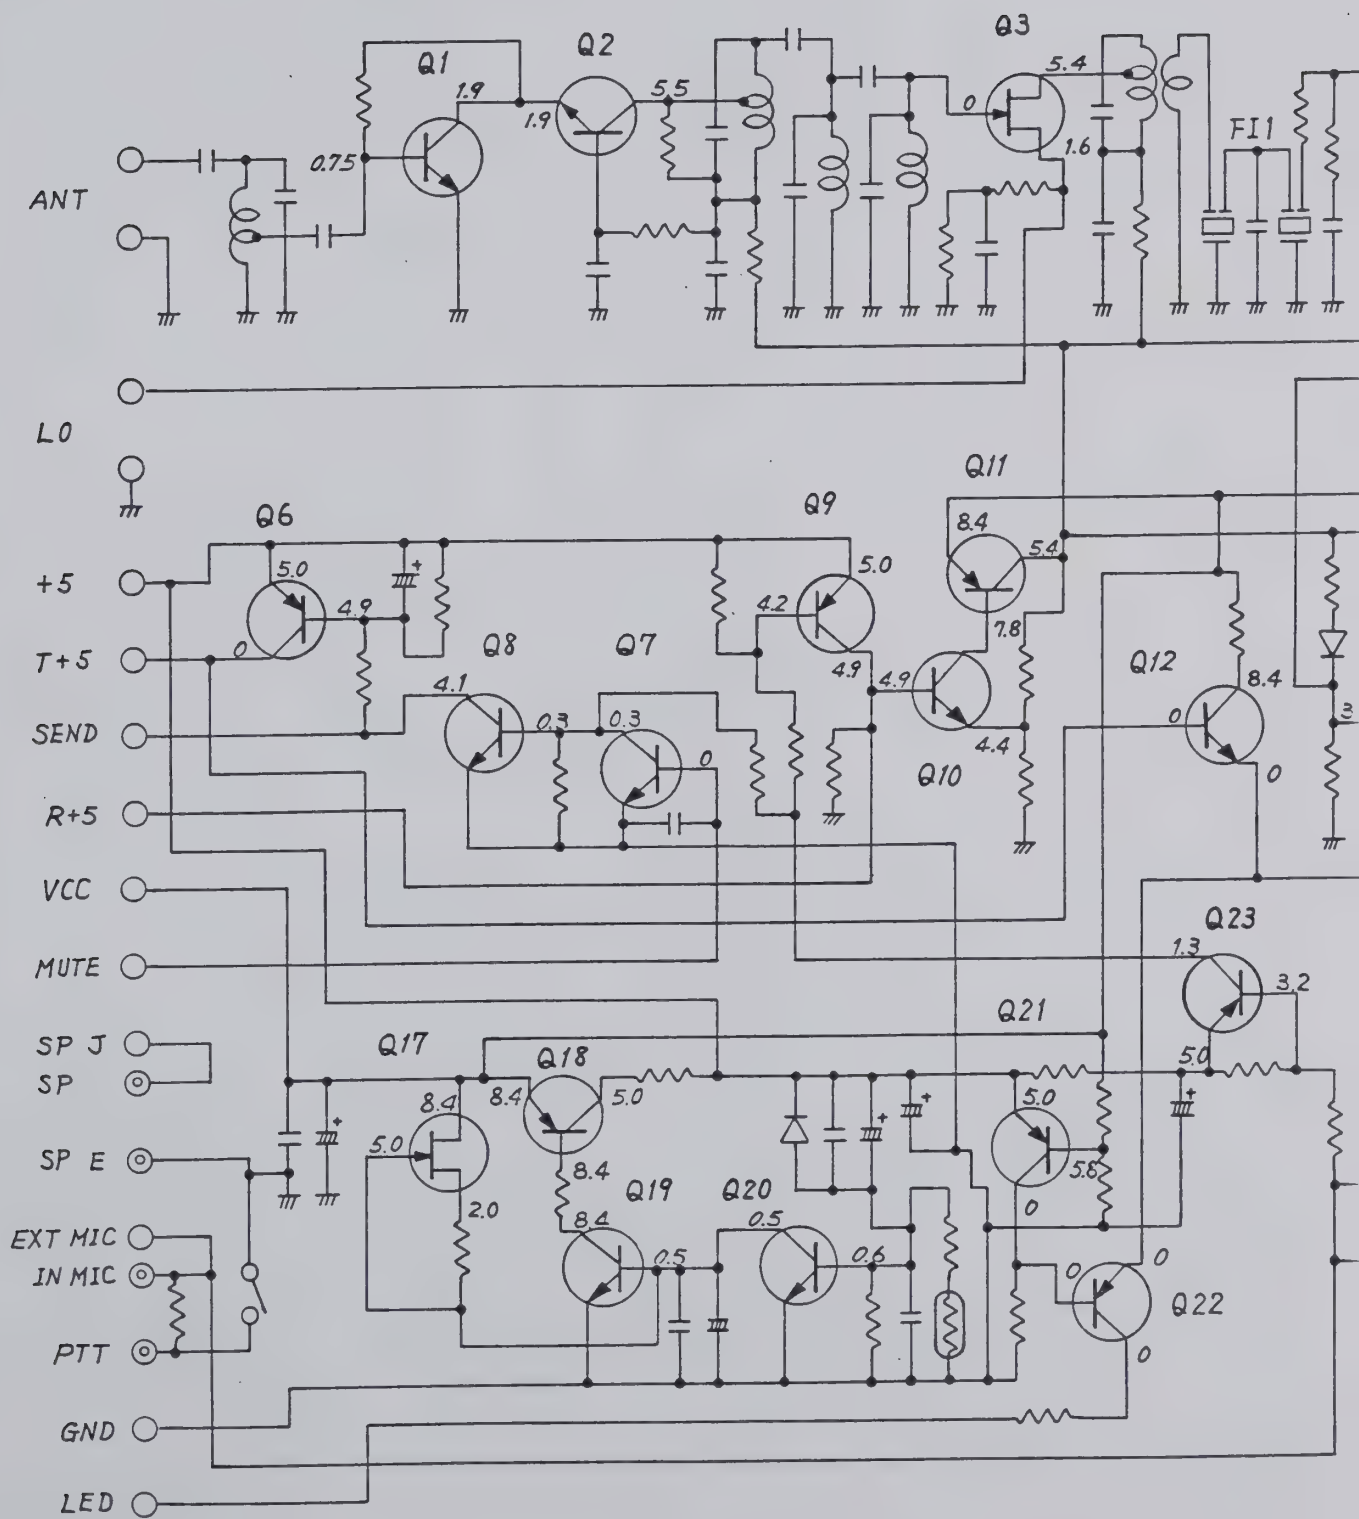 Q1
Q2
Q3
1.9
1.9
5.5
0
5.4
1.6
FI1
0.75
ANT
LO
Q6
Q9
Q11
+5
5.0
4.9
5.0
4.2
8.4
5.4
7.8
T+5
0
Q8
Q7
4.9
4.9
Q12
8.4
SEND
4.1
0.3
0.3
0
4.4
Q10
0
0
3
R+5
VCC
MUTE
Q23
1.3
3.2
SP J
SP
Q17
Q18
Q21
8.4
8.4
5.0
5.0
5.0
5.0
5.8
SP E
2.0
8.4
Q19
Q20
0
EXT MIC
8.4
0.5
0.5
0.6
IN MIC
0
0
Q22
PTT
0
GND
LED